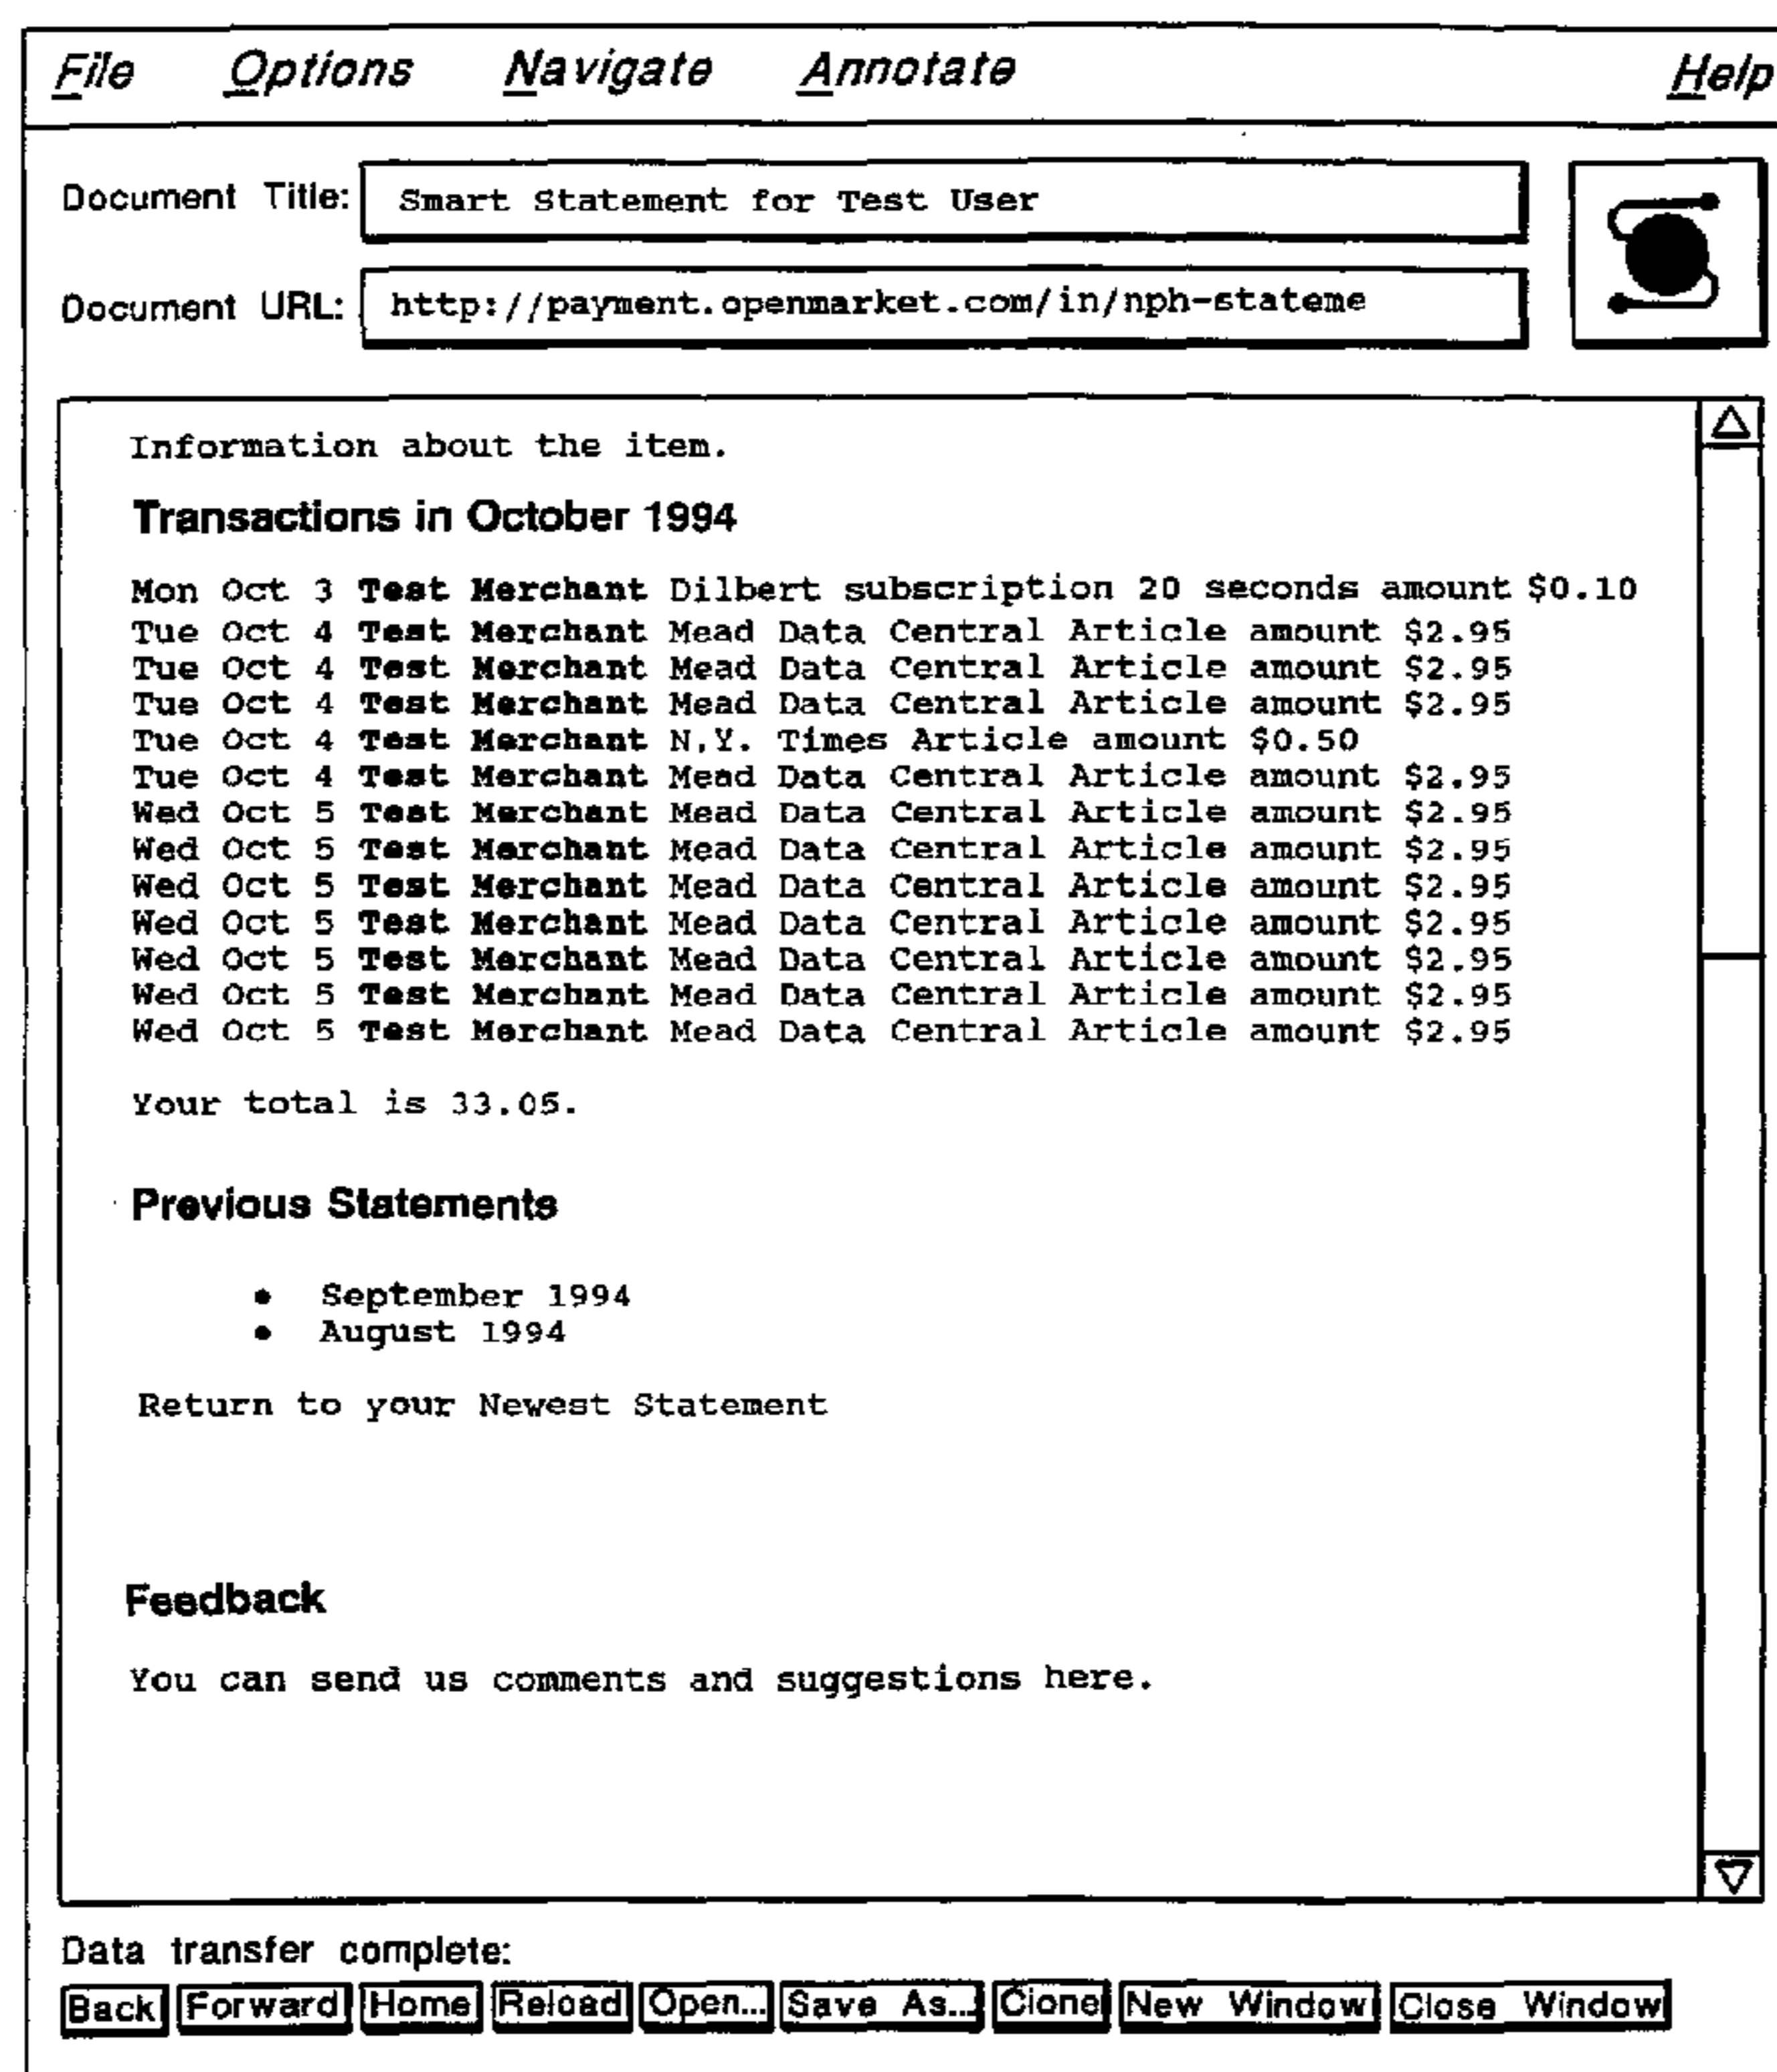 File Options Navigate Annotate Help
Document Title: Smart Statement for Test User
Document URL: http://payment.openmarket.com/in/nph-stateme
Information about the item.
Transactions in October 1994
Mon Oct 3 Test Merchant Dilbert subscription 20 seconds amount $0.10
Tue Oct 4 Test Merchant Mead Data Central Article amount $2.95
Tue Oct 4 Test Merchant Mead Data Central Article amount $2.95
Tue Oct 4 Test Merchant Mead Data Central Article amount $2.95
Tue Oct 4 Test Merchant N.Y. Times Article amount $0.50
Tue Oct 4 Test Merchant Mead Data Central Article amount $2.95
Wed Oct 5 Test Merchant Mead Data Central Article amount $2.95
Wed Oct 5 Test Merchant Mead Data Central Article amount $2.95
Wed Oct 5 Test Merchant Mead Data Central Article amount $2.95
Wed Oct 5 Test Merchant Mead Data Central Article amount $2.95
Wed Oct 5 Test Merchant Mead Data Central Article amount $2.95
Wed Oct 5 Test Merchant Mead Data Central Article amount $2.95
Wed Oct 5 Test Merchant Mead Data Central Article amount $2.95
Your total is 33.05.
Previous Statements
• September 1994
• August 1994
Return to your Newest Statement
Feedback
You can send us comments and suggestions here.
Data transfer complete:
Back Forward Home Reload Open... Save As... Clone New Window Close Window